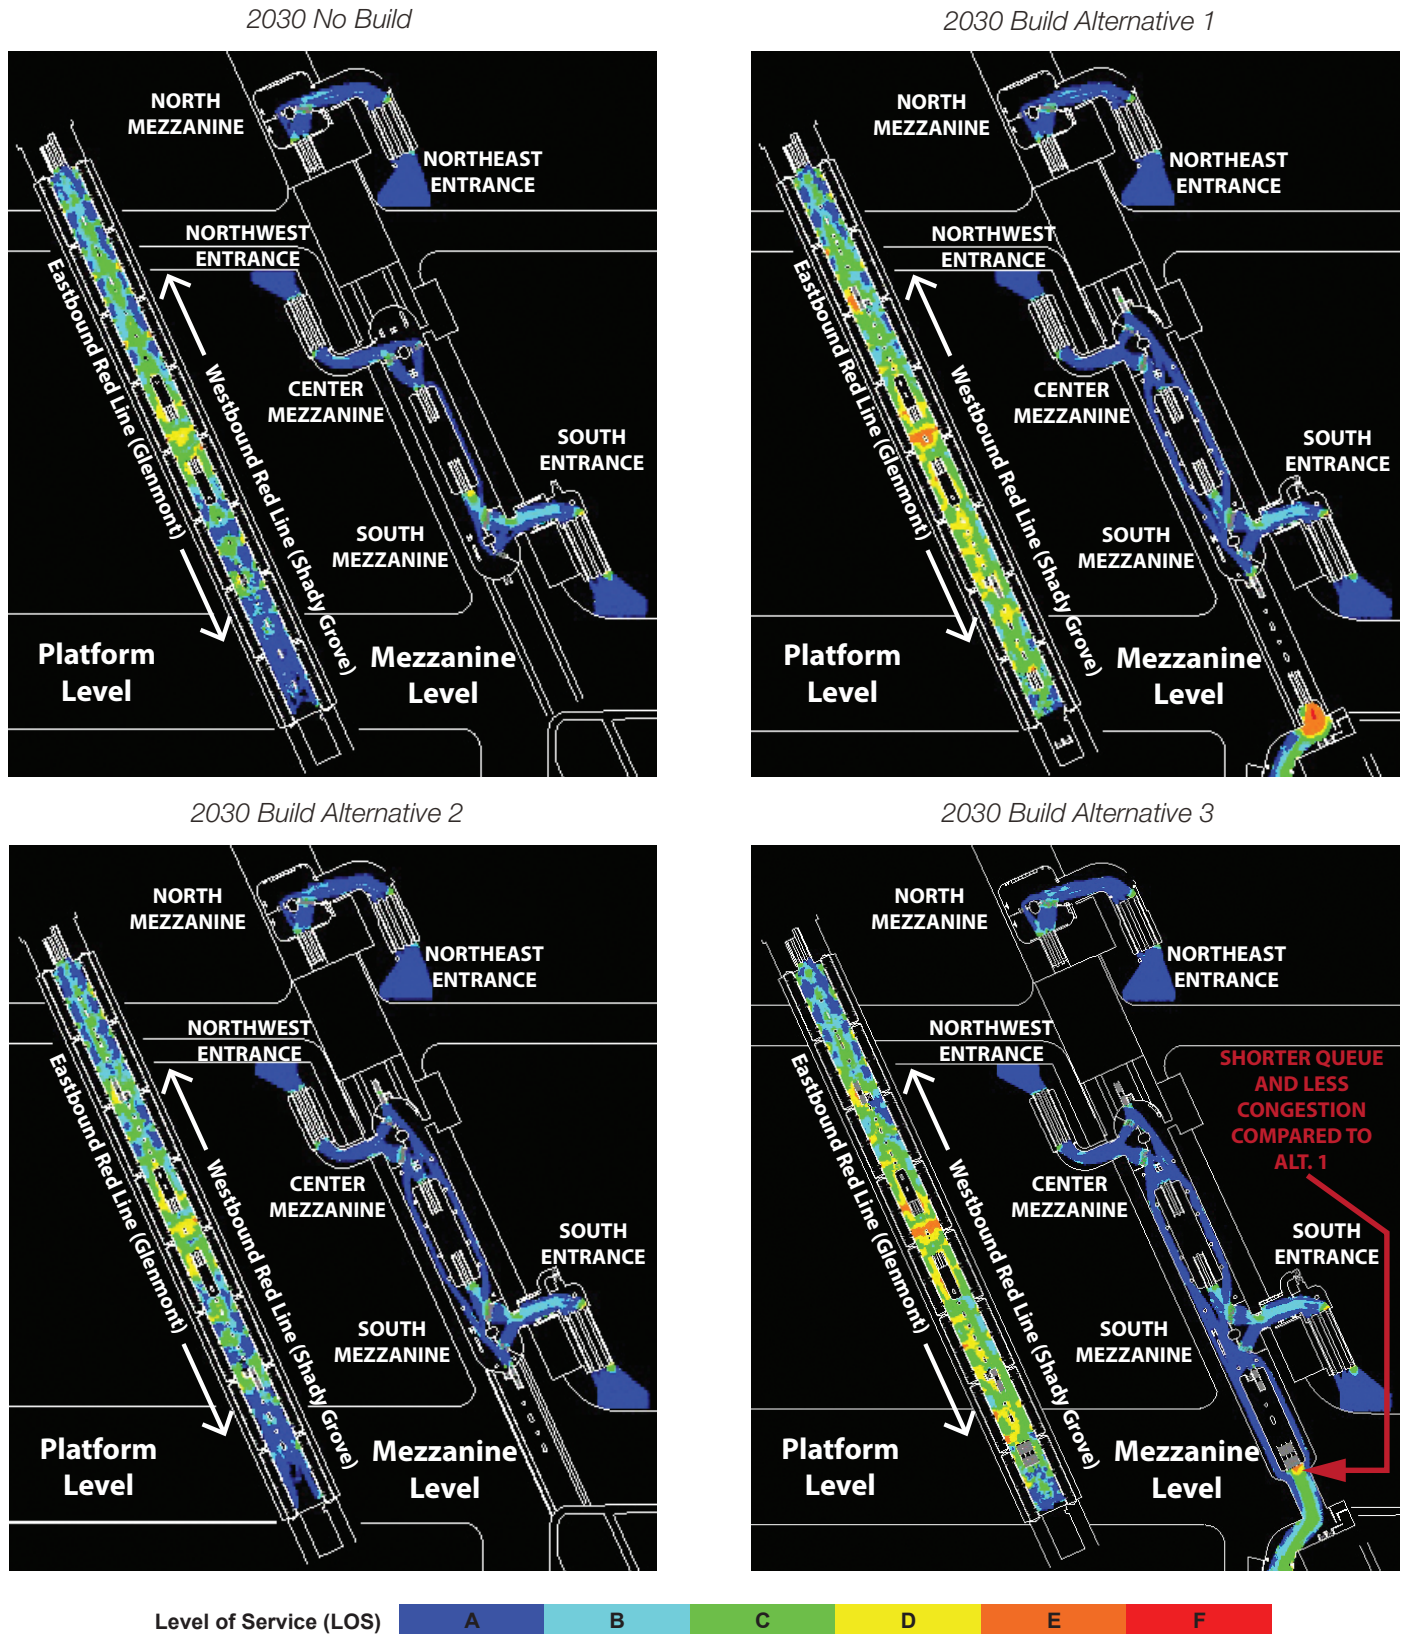 2030 No Build
NORTH
MEZZANINE
NORTHEAST
ENTRANCE
NORTHWEST
ENTRANCE
Eastbound Red Line (Glenmont)
Westbound Red Line (Shady Grove)
CENTER
MEZZANINE
SOUTH
ENTRANCE
SOUTH
MEZZANINE
Platform
Level
Mezzanine
Level
2030 Build Alternative 1
NORTH
MEZZANINE
NORTHEAST
ENTRANCE
NORTHWEST
ENTRANCE
Eastbound Red Line (Glenmont)
Westbound Red Line (Shady Grove)
CENTER
MEZZANINE
SOUTH
ENTRANCE
SOUTH
MEZZANINE
Platform
Level
Mezzanine
Level
2030 Build Alternative 2
NORTH
MEZZANINE
NORTHEAST
ENTRANCE
NORTHWEST
ENTRANCE
Eastbound Red Line (Glenmont)
Westbound Red Line (Shady Grove)
CENTER
MEZZANINE
SOUTH
ENTRANCE
SOUTH
MEZZANINE
Platform
Level
Mezzanine
Level
2030 Build Alternative 3
NORTH
MEZZANINE
NORTHEAST
ENTRANCE
NORTHWEST
ENTRANCE
SHORTER QUEUE
AND LESS
CONGESTION
COMPARED TO
ALT. 1
Eastbound Red Line (Glenmont)
Westbound Red Line (Shady Grove)
CENTER
MEZZANINE
SOUTH
ENTRANCE
SOUTH
MEZZANINE
Platform
Level
Mezzanine
Level
Level of Service (LOS) A B C D E F